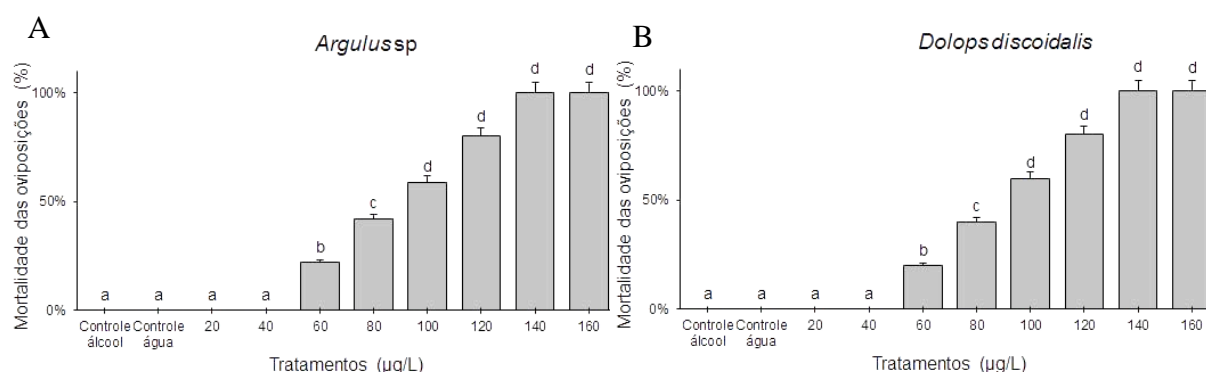 A
Argulus sp
Mortalidade das oviposições (%)
100%
50%
0%
a a a a b c d d d d
Controle álcool
Controle água
20 40 60 80 100 120 140 160
Tratamentos (µg/L)
B
Dolops discoidalis
Mortalidade das oviposições (%)
100%
50%
0%
a a a a b c d d d d
Controle álcool
Controle água
20 40 60 80 100 120 140 160
Tratamentos (µg/L)